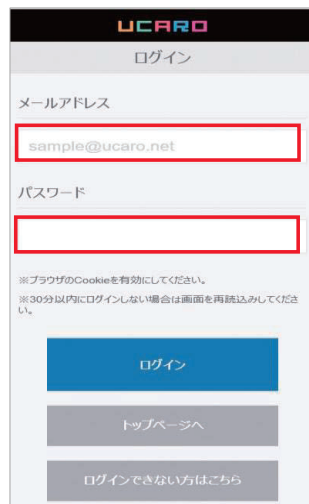 UCARO
ログイン
メールアドレス
sample@ucaro.net
パスワード
※ブラウザのCookieを有効にしてください。
※30分以内にログインしない場合は画面を再読込みしてくださ
い。
ログイン
トップページへ
ログインできない方はこちら